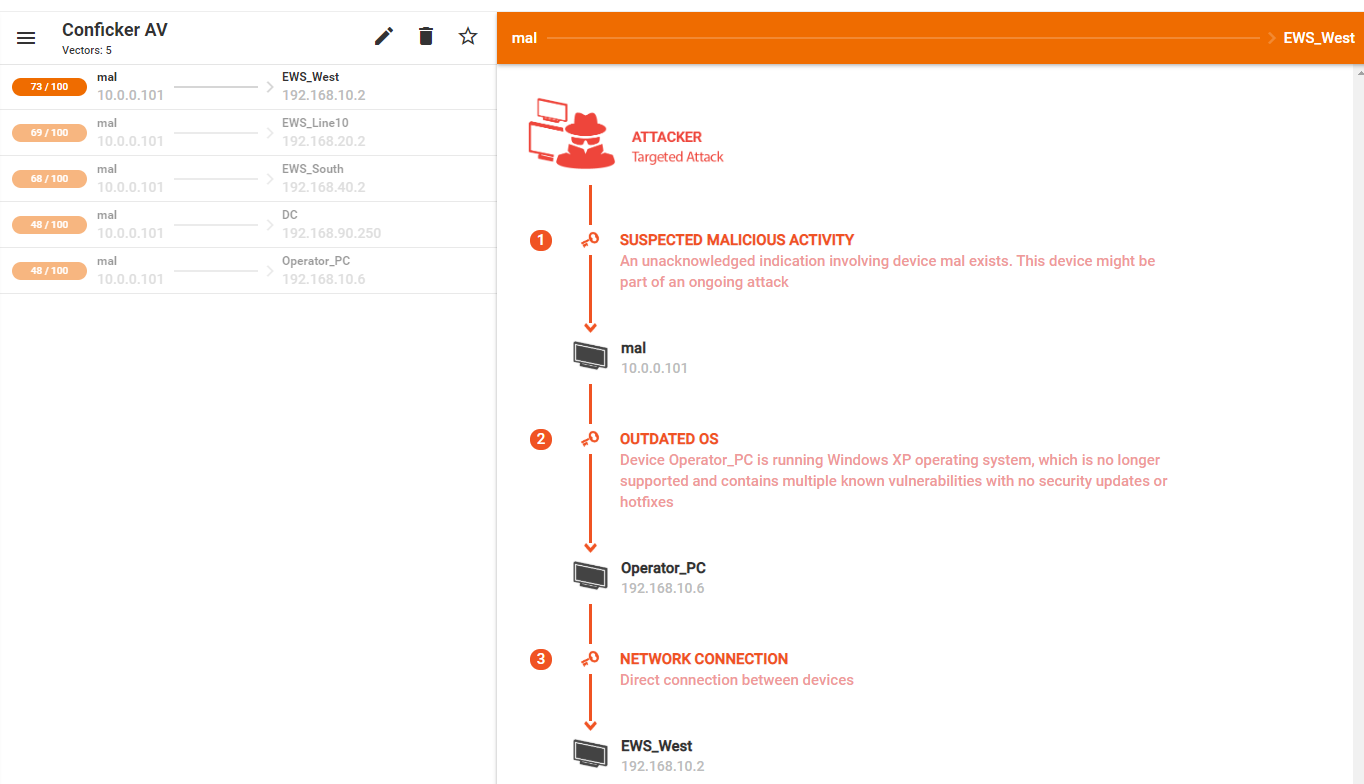 Conficker AV
Vectors: 5
73 / 100
mal
10.0.0.101
EWS_West
192.168.10.2
69 / 100
mal
10.0.0.101
EWS_Line10
192.168.20.2
68 / 100
mal
10.0.0.101
EWS_South
192.168.40.2
48 / 100
mal
10.0.0.101
DC
192.168.90.250
48 / 100
mal
10.0.0.101
Operator_PC
192.168.10.6
mal
EWS_West
ATTACKER
Targeted Attack
1
SUSPECTED MALICIOUS ACTIVITY
An unacknowledged indication involving device mal exists. This device might be
part of an ongoing attack
mal
10.0.0.101
2
OUTDATED OS
Device Operator_PC is running Windows XP operating system, which is no longer
supported and contains multiple known vulnerabilities with no security updates or
hotfixes
Operator_PC
192.168.10.6
3
NETWORK CONNECTION
Direct connection between devices
EWS_West
192.168.10.2